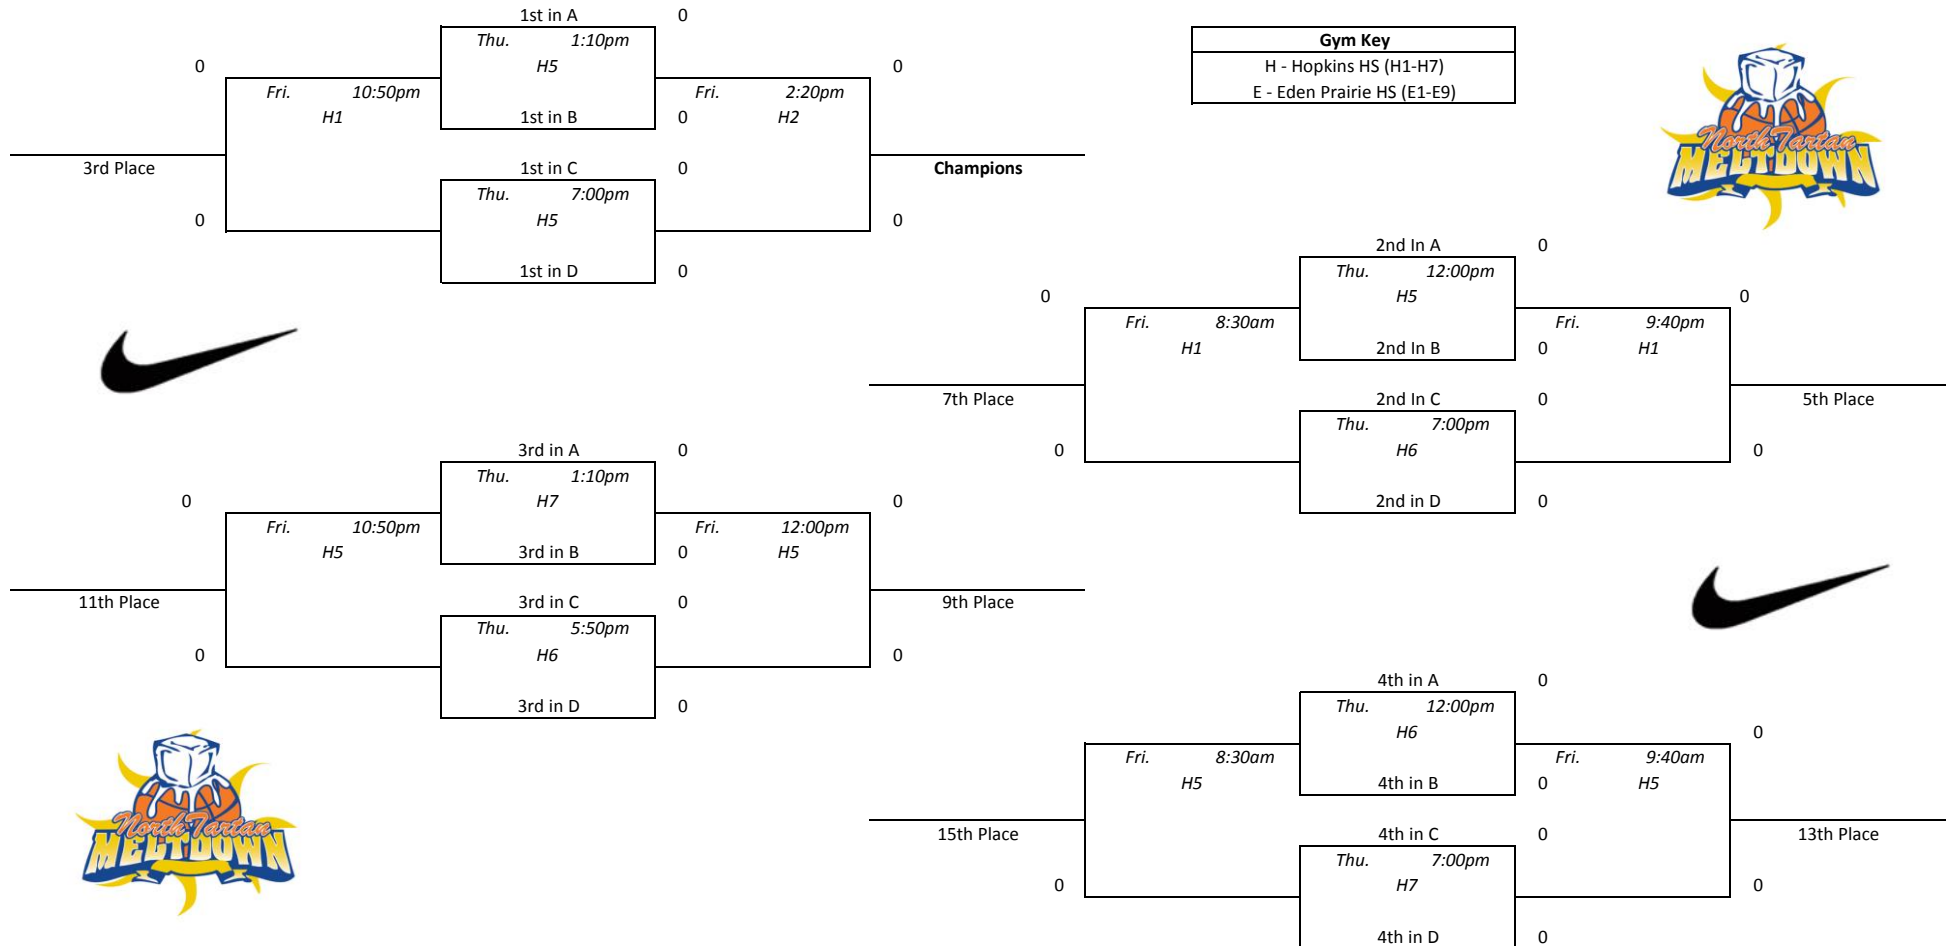 1st in A 0
Thu. 1:10pm
H5
0 0
Fri. 10:50pm Fri. 2:20pm
H1 1st in B 0 H2
3rd Place 1st in C 0 Champions
Thu. 7:00pm
0 H5 0
1st in D 0
Gym Key
H - Hopkins HS (H1-H7)
E - Eden Prairie HS (E1-E9)
North Tartan
MELTDOWN
2nd In A 0
Thu. 12:00pm
0 H5 0
Fri. 8:30am Fri. 9:40pm
H1 2nd In B 0 H1
7th Place 2nd In C 0 5th Place
Thu. 7:00pm
0 H6 0
2nd in D 0
3rd in A 0
Thu. 1:10pm
0 H7 0
Fri. 10:50pm Fri. 12:00pm
H5 3rd in B 0 H5
11th Place 3rd in C 0 9th Place
Thu. 5:50pm
0 H6 0
3rd in D 0
4th in A 0
Thu. 12:00pm
H6 0
Fri. 8:30am Fri. 9:40am
H5 4th in B 0 H5
15th Place 4th in C 0 13th Place
Thu. 7:00pm
0 H7 0
4th in D 0
North Tartan
MELTDOWN